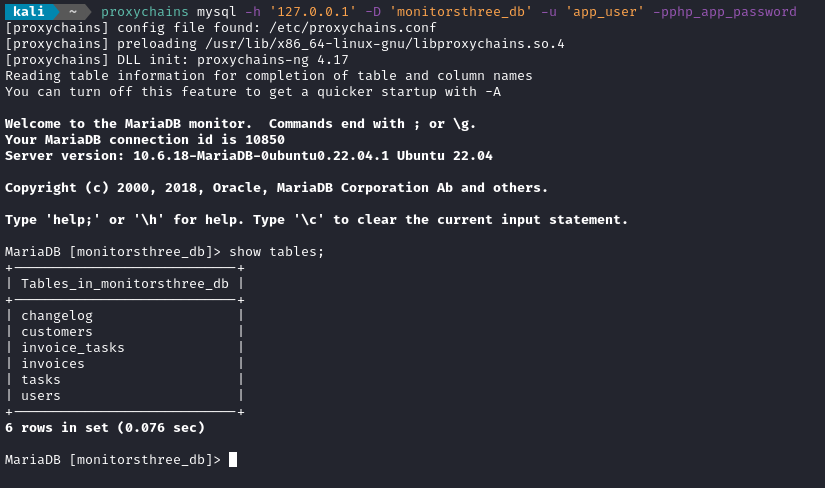 kali ~ proxychains mysql -h '127.0.0.1' -D 'monitorsthree_db' -u 'app_user' -pphp_app_password
[proxychains] config file found: /etc/proxychains.conf
[proxychains] preloading /usr/lib/x86_64-linux-gnu/libproxychains.so.4
[proxychains] DLL init: proxychains-ng 4.17
Reading table information for completion of table and column names
You can turn off this feature to get a quicker startup with -A
Welcome to the MariaDB monitor.  Commands end with ; or \g.
Your MariaDB connection id is 10850
Server version: 10.6.18-MariaDB-0ubuntu0.22.04.1 Ubuntu 22.04
Copyright (c) 2000, 2018, Oracle, MariaDB Corporation Ab and others.
Type 'help;' or '\h' for help. Type '\c' to clear the current input statement.
MariaDB [monitorsthree_db]> show tables;
+----------------------------+
| Tables_in_monitorsthree_db |
+----------------------------+
| changelog                  |
| customers                  |
| invoice_tasks              |
| invoices                   |
| tasks                      |
| users                      |
+----------------------------+
6 rows in set (0.076 sec)
MariaDB [monitorsthree_db]>